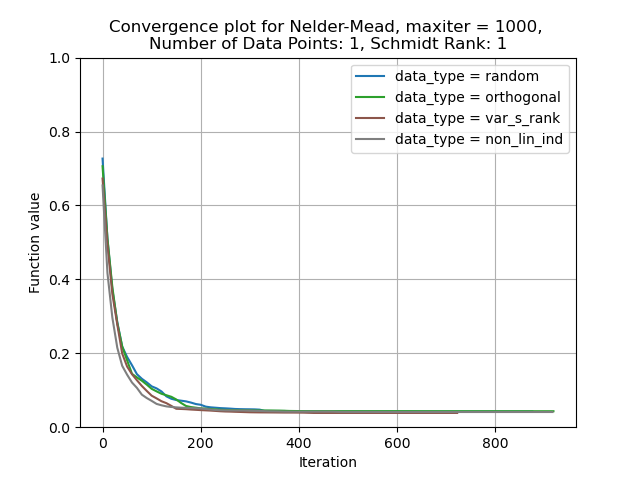 Convergence plot for Nelder-Mead, maxiter = 1000,
Number of Data Points: 1, Schmidt Rank: 1
data_type = random
data_type = orthogonal
data_type = var_s_rank
data_type = non_lin_ind
Function value
1.0
0.8
0.6
0.4
0.2
0.0
0 200 400 600 800
Iteration